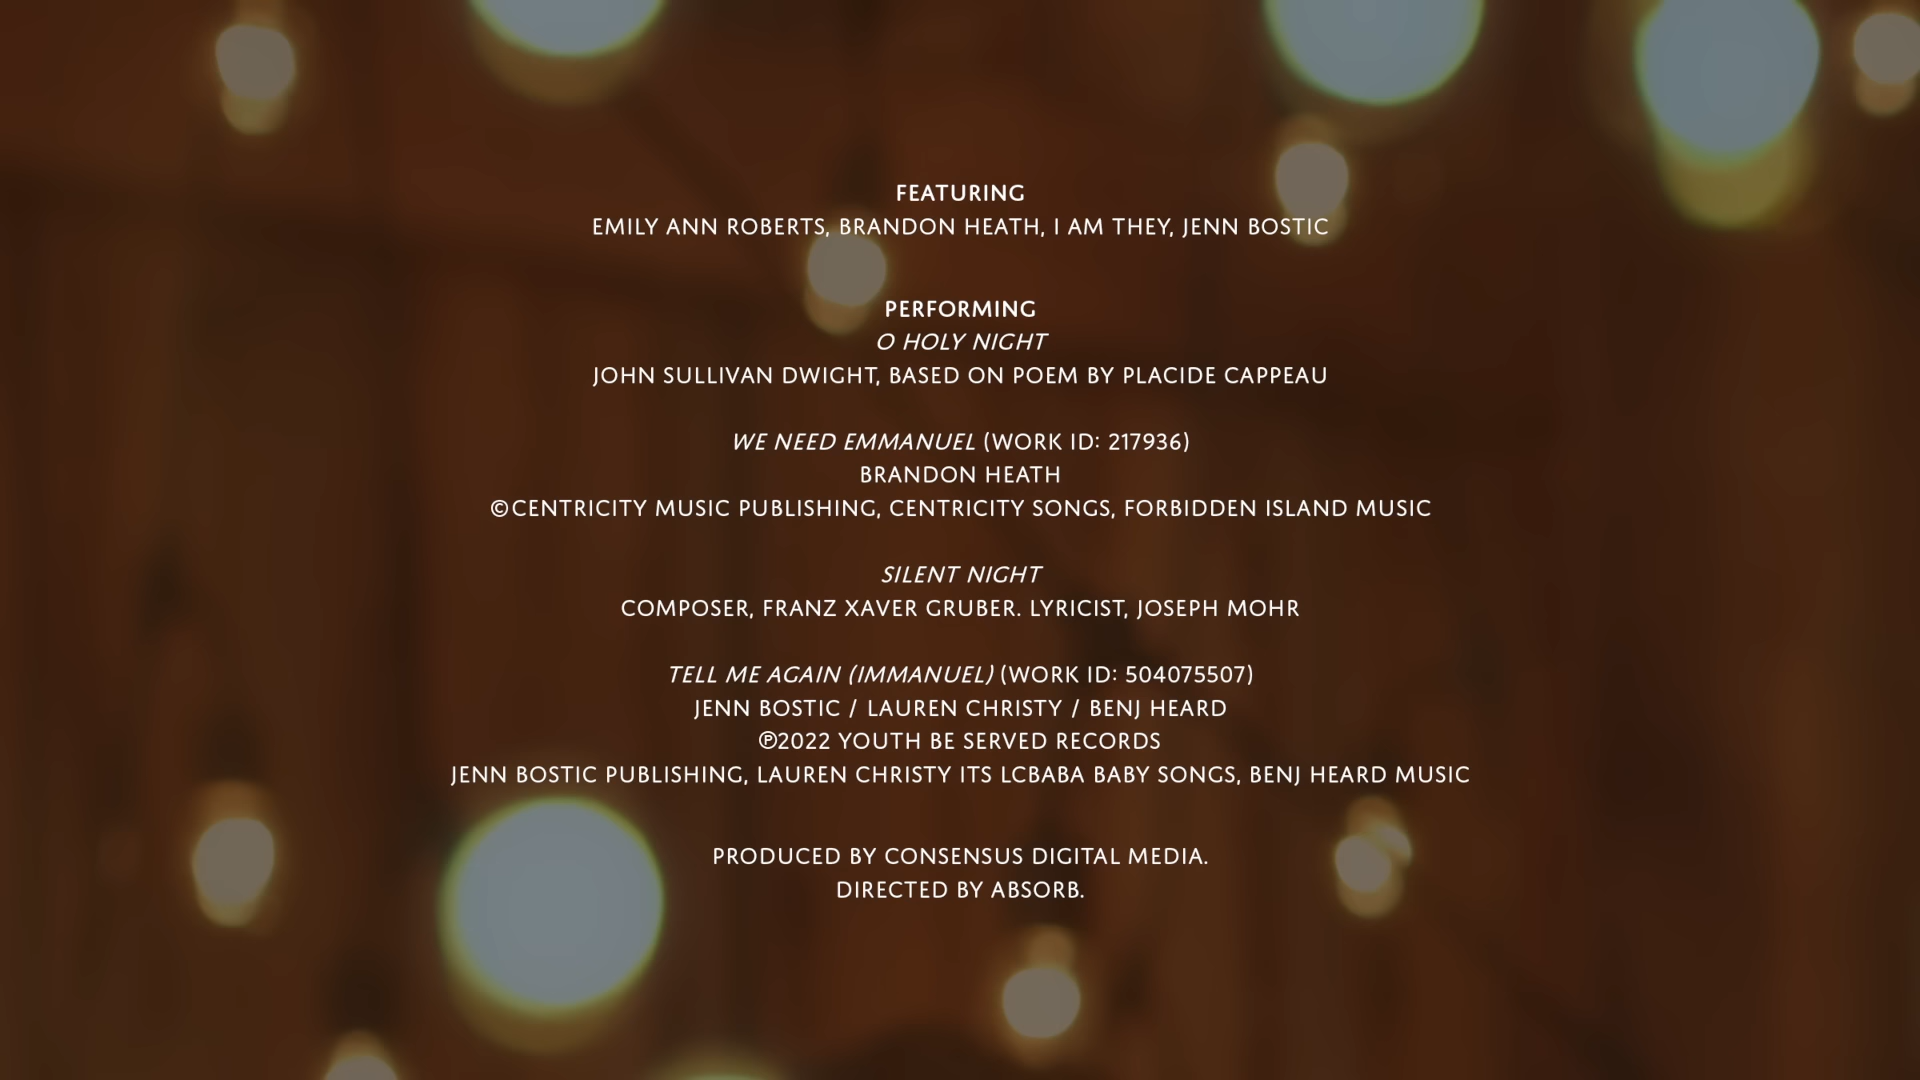 FEATURING
EMILY ANN ROBERTS, BRANDON HEATH, I AM THEY, JENN BOSTIC
PERFORMING
O HOLY NIGHT
JOHN SULLIVAN DWIGHT, BASED ON POEM BY PLACIDE CAPPEAU
WE NEED EMMANUEL (WORK ID: 217936)
BRANDON HEATH
©CENTRICITY MUSIC PUBLISHING, CENTRICITY SONGS, FORBIDDEN ISLAND MUSIC
SILENT NIGHT
COMPOSER, FRANZ XAVER GRUBER. LYRICIST, JOSEPH MOHR
TELL ME AGAIN (IMMANUEL) (WORK ID: 504075507)
JENN BOSTIC / LAUREN CHRISTY / BENJ HEARD
℗2022 YOUTH BE SERVED RECORDS
JENN BOSTIC PUBLISHING, LAUREN CHRISTY ITS LCBABA BABY SONGS, BENJ HEARD MUSIC
PRODUCED BY CONSENSUS DIGITAL MEDIA.
DIRECTED BY ABSORB.